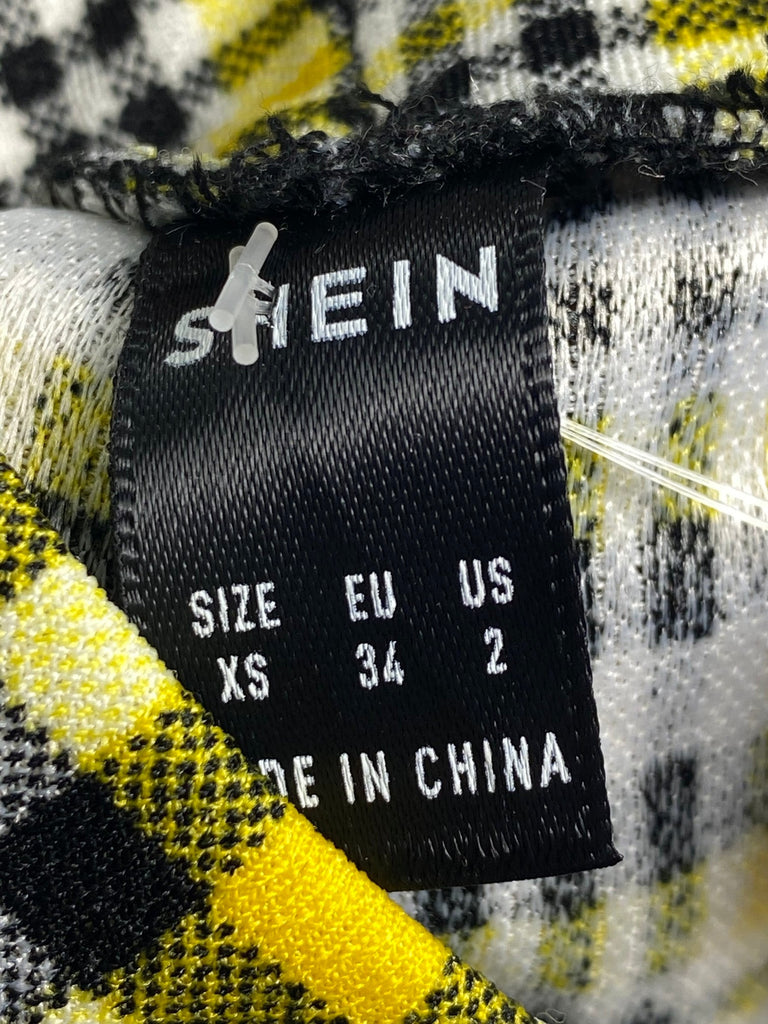 SHEIN
SIZE EU US
XS 34 2
DE IN CHINA